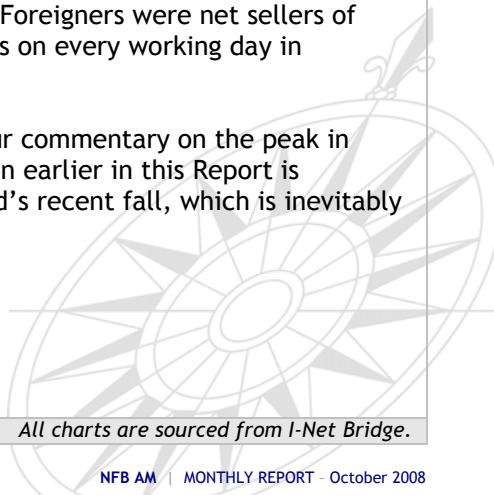 Foreigners were net sellers of
s on every working day in
ur commentary on the peak in
n earlier in this Report is
d’s recent fall, which is inevitably
All charts are sourced from I-Net Bridge.
NFB AM | MONTHLY REPORT – October 2008